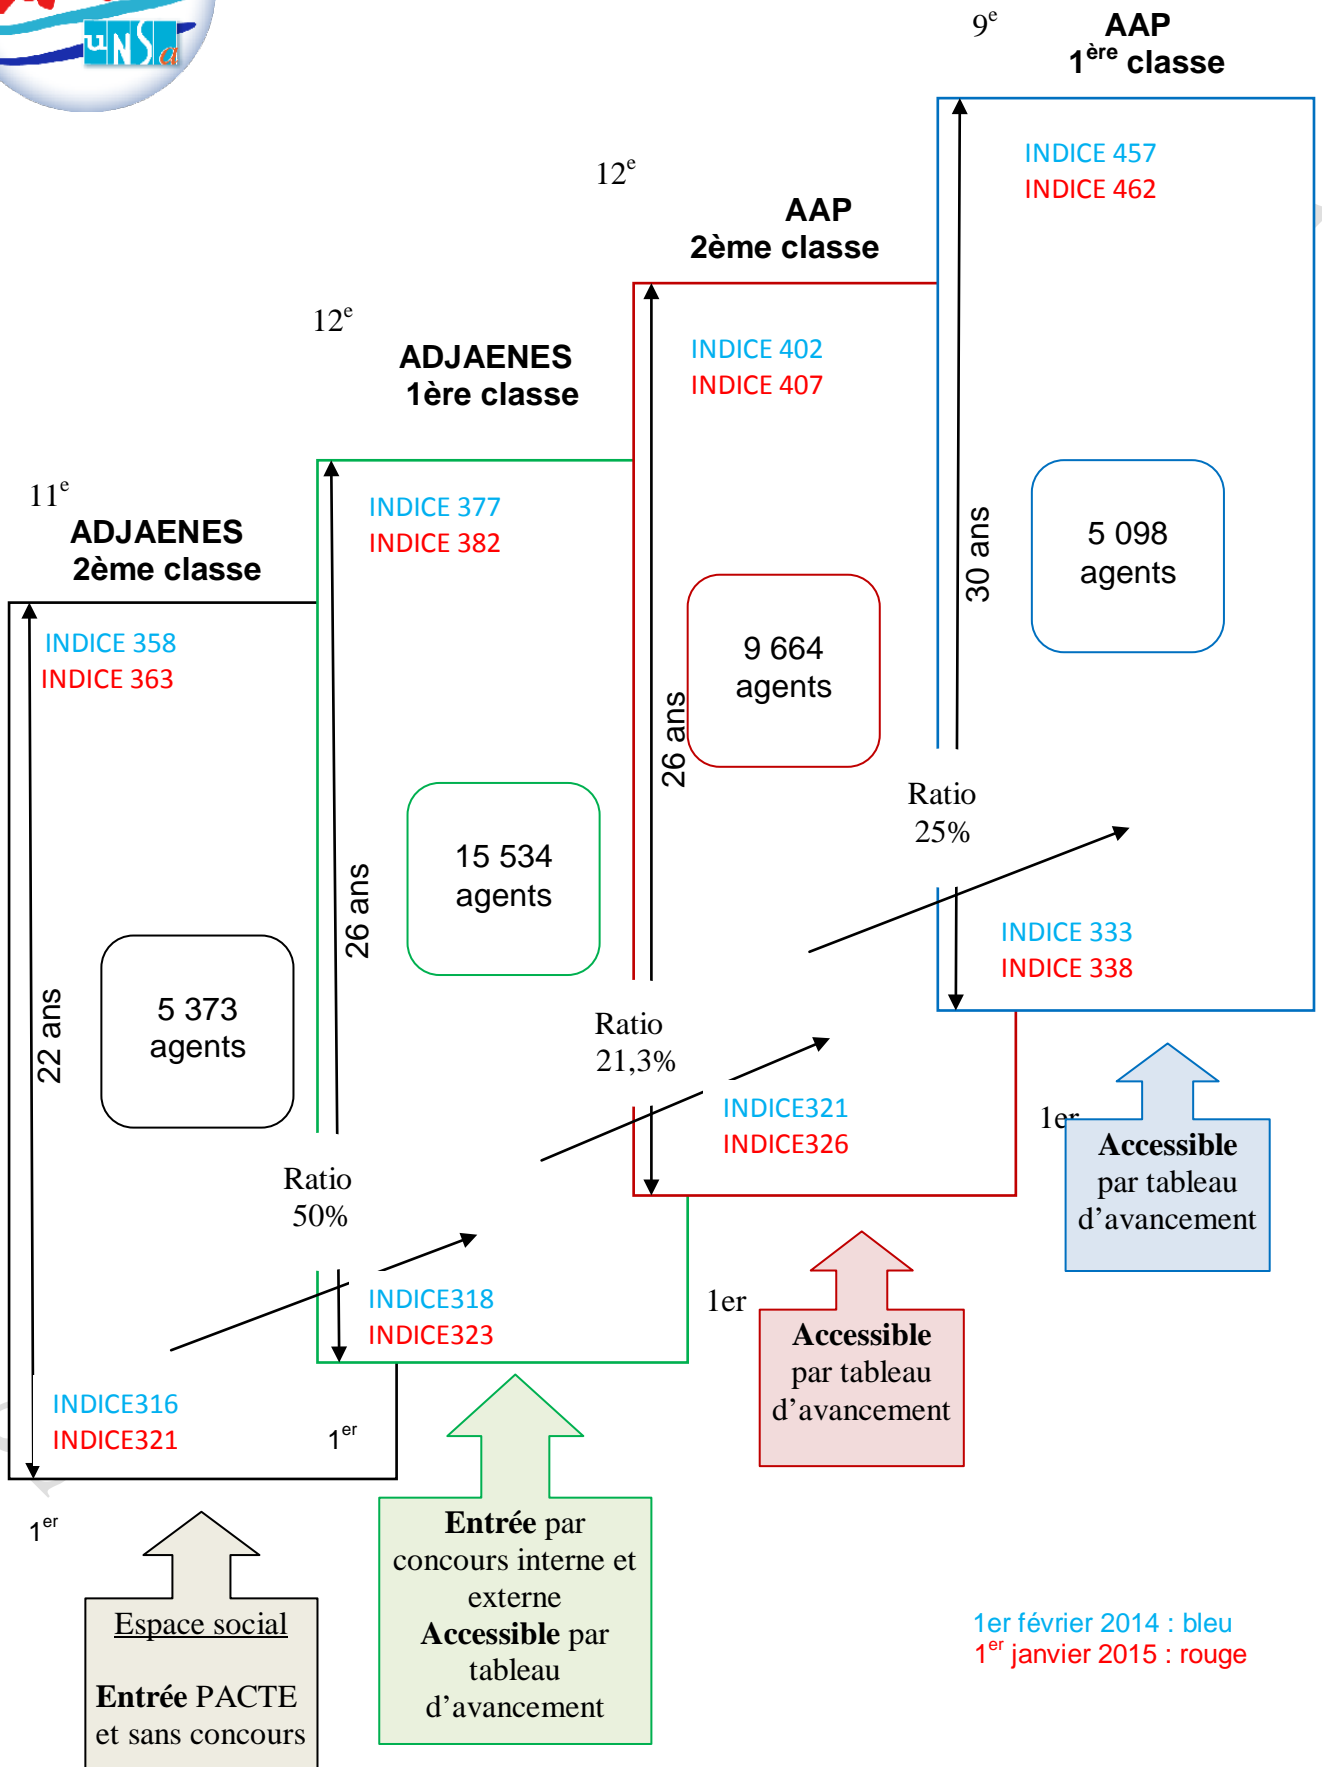 uNSa
9e
AAP
1ère classe
INDICE 457
INDICE 462
12e
AAP
2ème classe
INDICE 402
INDICE 407
12e
ADJAENES
1ère classe
INDICE 377
INDICE 382
11e
ADJAENES
2ème classe
INDICE 358
INDICE 363
30 ans
5 098
agents
26 ans
9 664
agents
26 ans
15 534
agents
22 ans
5 373
agents
Ratio
25%
INDICE 333
INDICE 338
Ratio
21,3%
INDICE321
INDICE326
Ratio
50%
INDICE318
INDICE323
INDICE316
INDICE321
1er
1er
1er
1er
Accessible
par tableau
d’avancement
Accessible
par tableau
d’avancement
Entrée par
concours interne et
externe
Accessible par
tableau
d’avancement
Espace social
Entrée PACTE
et sans concours
1er février 2014 : bleu
1er janvier 2015 : rouge